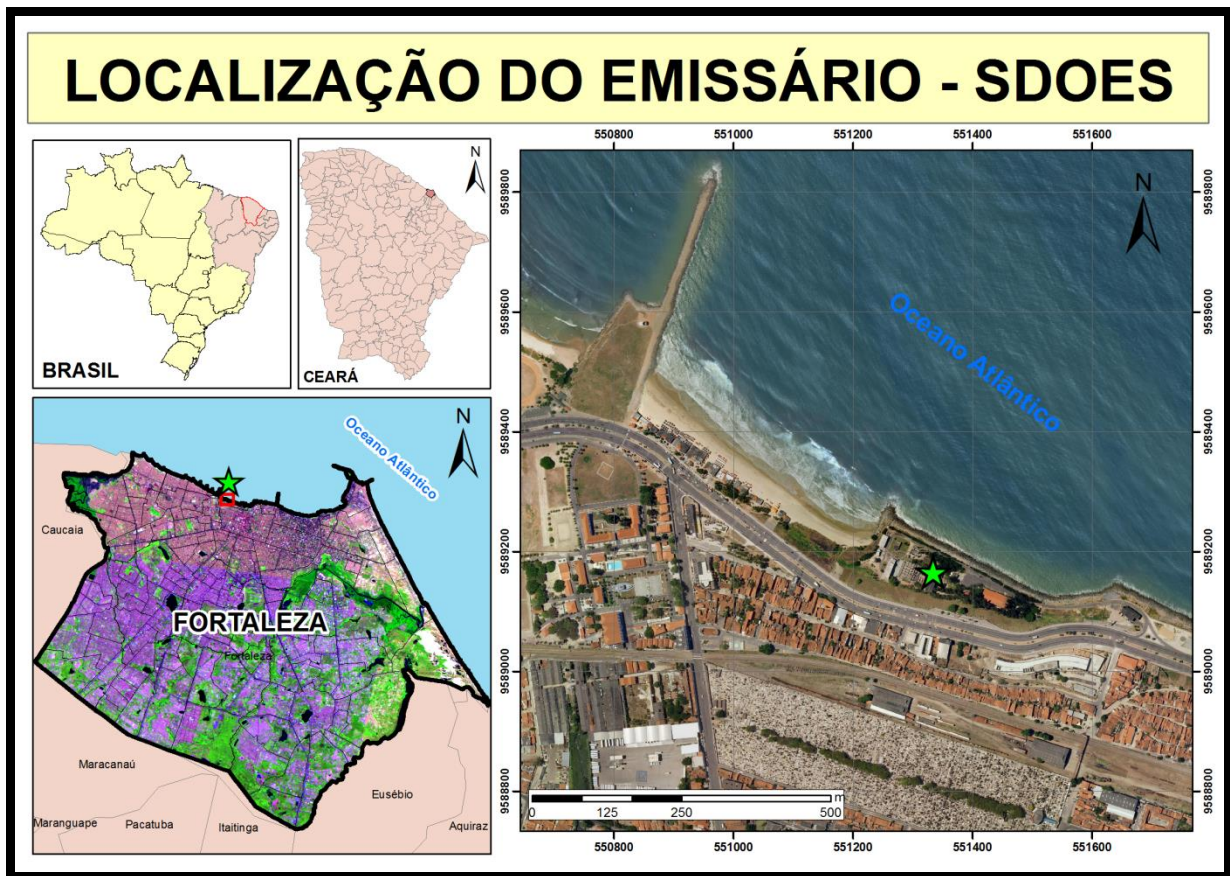 LOCALIZAÇÃO DO EMISSÁRIO - SDOES
BRASIL
N
CEARÁ
N
Oceano Atlântico
Caucaia
FORTALEZA
Fortaleza
Maracanaú
Eusébio
Maranguape
Pacatuba
Itaitinga
Aquiraz
550800 551000 551200 551400 551600
9589800
9589600
9589400
9589200
9589000
9588800
N
Oceano Atlântico
9589800
9589600
9589400
9589200
9589000
9588800
m
0 125 250 500
550800 551000 551200 551400 551600